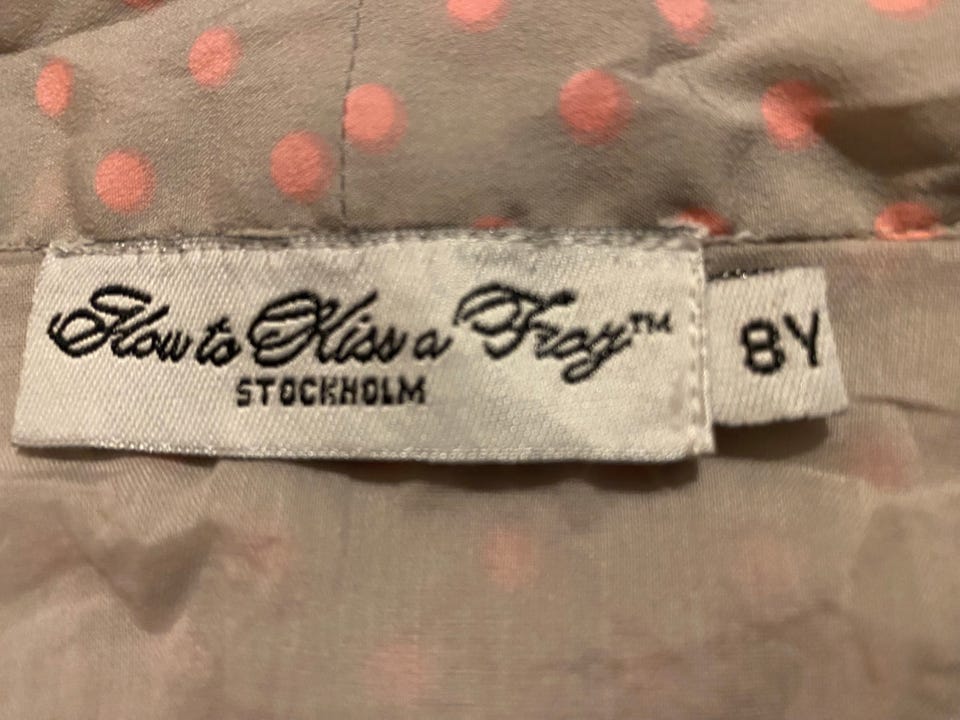 How to Kiss a Frog™
STOCKHOLM
8Y